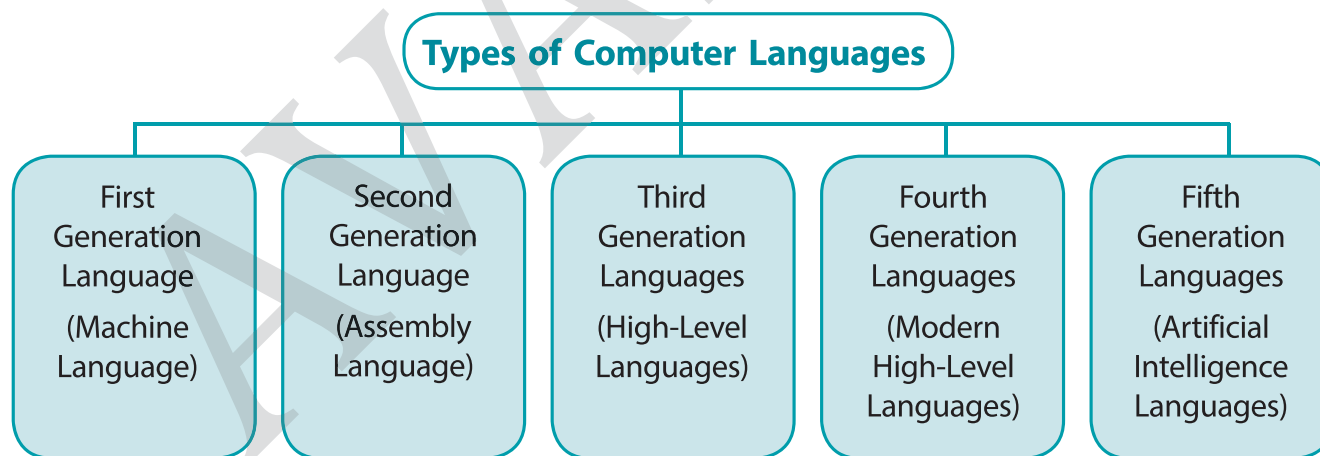 Types of Computer Languages
First
Generation
Language
(Machine
Language)
Second
Generation
Language
(Assembly
Language)
Third
Generation
Languages
(High-Level
Languages)
Fourth
Generation
Languages
(Modern
High-Level
Languages)
Fifth
Generation
Languages
(Artificial
Intelligence
Languages)